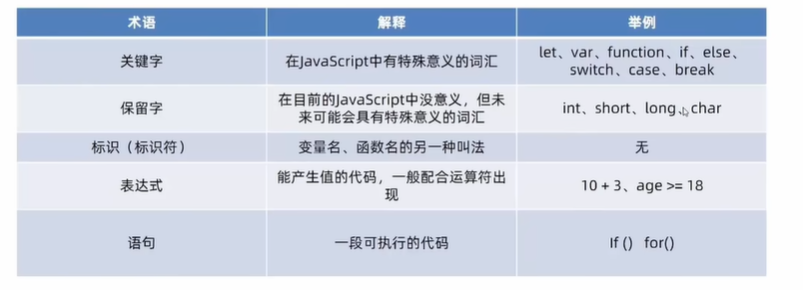 术语 解释 举例
关键字 在JavaScript中有特殊意义的词汇 let、var、function、if、else、
switch、case、break
保留字 在目前的JavaScript中没意义，但未
来可能会具有特殊意义的词汇 int、short、long、char
标识（标识符） 变量名、函数名的另一种叫法 无
表达式 能产生值的代码，一般配合运算符出
现 10 + 3、age >= 18
语句 一段可执行的代码 If () for()